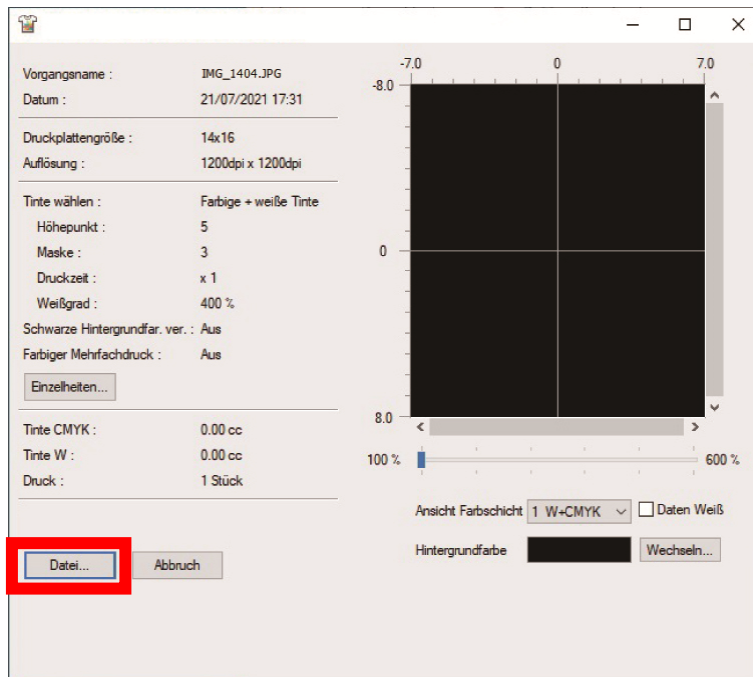 Vorgangsname : IMG_1404.JPG
Datum : 21/07/2021 17:31
Druckplattengröße : 14x16
Auflösung : 1200dpi x 1200dpi
Tinte wählen : Farbige + weiße Tinte
Höhepunkt : 5
Maske : 3
Druckzeit : x 1
Weißgrad : 400 %
Schwarze Hintergrundfar. ver. : Aus
Farbiger Mehrfachdruck : Aus
Einzelheiten...
Tinte CMYK : 0.00 cc
Tinte W : 0.00 cc
Druck : 1 Stück
Datei... Abbruch
-7.0 0 7.0
-8.0
0
8.0
100 % 600 %
Ansicht Farbschicht 1 W+CMYK Daten Weiß
Hintergrundfarbe Wechseln...